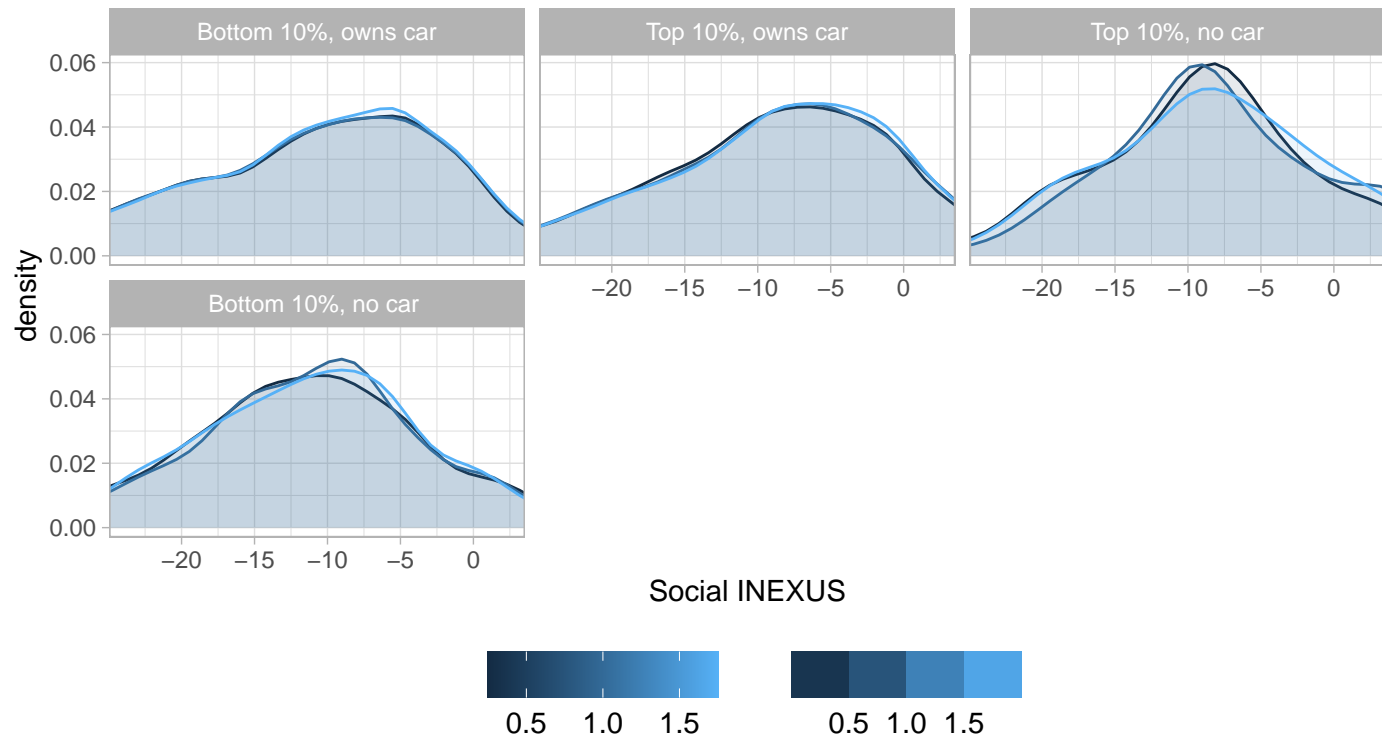 Bottom 10%, owns car
Top 10%, owns car
Top 10%, no car
0.06
0.04
0.02
0.00
−20 −15 −10 −5 0
−20 −15 −10 −5 0
Bottom 10%, no car
density
0.06
0.04
0.02
0.00
−20 −15 −10 −5 0
Social INEXUS
0.5 1.0 1.5
0.5 1.0 1.5